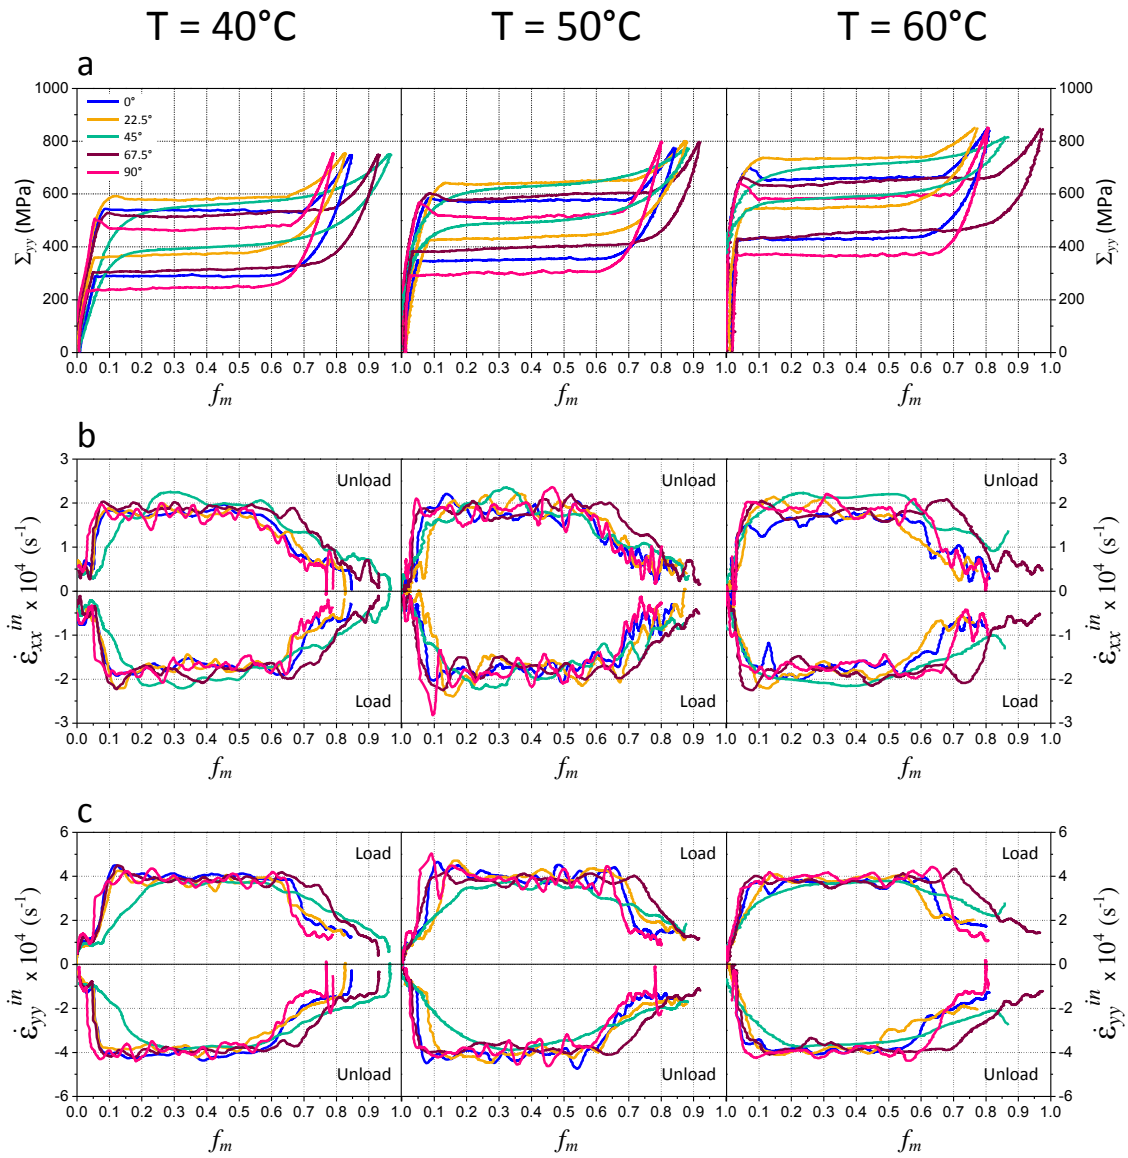 T = 40°C T = 50°C T = 60°C
a
1000 1000
800 800
600 600
400 400
200 200
0 0
Σyy (MPa) Σyy (MPa)
0°
22.5°
45°
67.5°
90°
0.0 0.1 0.2 0.3 0.4 0.5 0.6 0.7 0.8 0.9 1.0 0.1 0.2 0.3 0.4 0.5 0.6 0.7 0.8 0.9 1.0 0.1 0.2 0.3 0.4 0.5 0.6 0.7 0.8 0.9 1.0
fm fm fm
b
3 3
2 2
1 1
0 0
-1 -1
-2 -2
-3 -3
ε̇xx^in x 10^4 (s^-1) ε̇xx^in x 10^4 (s^-1)
Unload Unload Unload
Load Load Load
0.0 0.1 0.2 0.3 0.4 0.5 0.6 0.7 0.8 0.9 1.0 0.1 0.2 0.3 0.4 0.5 0.6 0.7 0.8 0.9 1.0 0.1 0.2 0.3 0.4 0.5 0.6 0.7 0.8 0.9 1.0
fm fm fm
c
6 6
4 4
2 2
0 0
-2 -2
-4 -4
-6 -6
ε̇yy^in x 10^4 (s^-1) ε̇yy^in x 10^4 (s^-1)
Load Load Load
Unload Unload Unload
0.0 0.1 0.2 0.3 0.4 0.5 0.6 0.7 0.8 0.9 1.0 0.1 0.2 0.3 0.4 0.5 0.6 0.7 0.8 0.9 1.0 0.1 0.2 0.3 0.4 0.5 0.6 0.7 0.8 0.9 1.0
fm fm fm